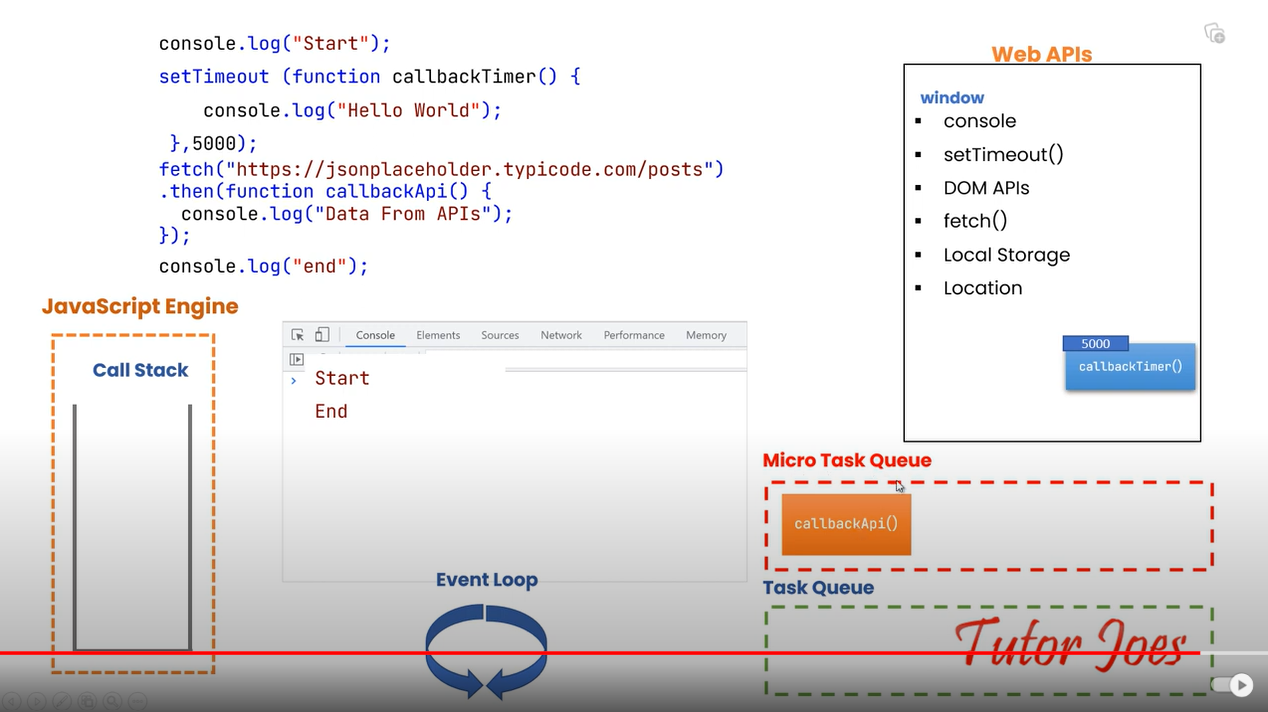 console.log("Start");
setTimeout (function callbackTimer() {
console.log("Hello World");
},5000);
fetch("https://jsonplaceholder.typicode.com/posts")
.then(function callbackApi() {
console.log("Data From APIs");
});
console.log("end");
Web APIs
window
▪ console
▪ setTimeout()
▪ DOM APIs
▪ fetch()
▪ Local Storage
▪ Location
5000
callbackTimer()
JavaScript Engine
Call Stack
Console Elements Sources Network Performance Memory
› Start
End
Event Loop
Micro Task Queue
callbackApi()
Task Queue
Tutor Joes